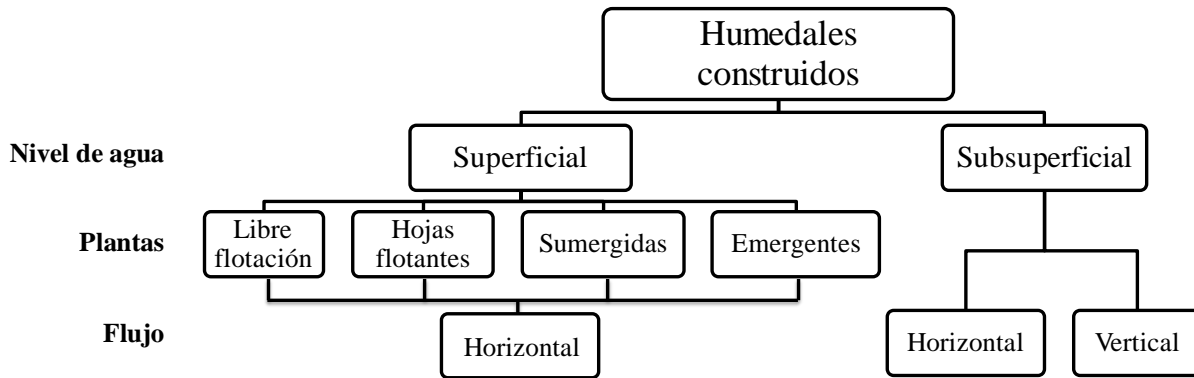 Humedales
construidos
Nivel de agua
Superficial
Subsuperficial
Plantas
Libre
flotación
Hojas
flotantes
Sumergidas
Emergentes
Flujo
Horizontal
Horizontal
Vertical